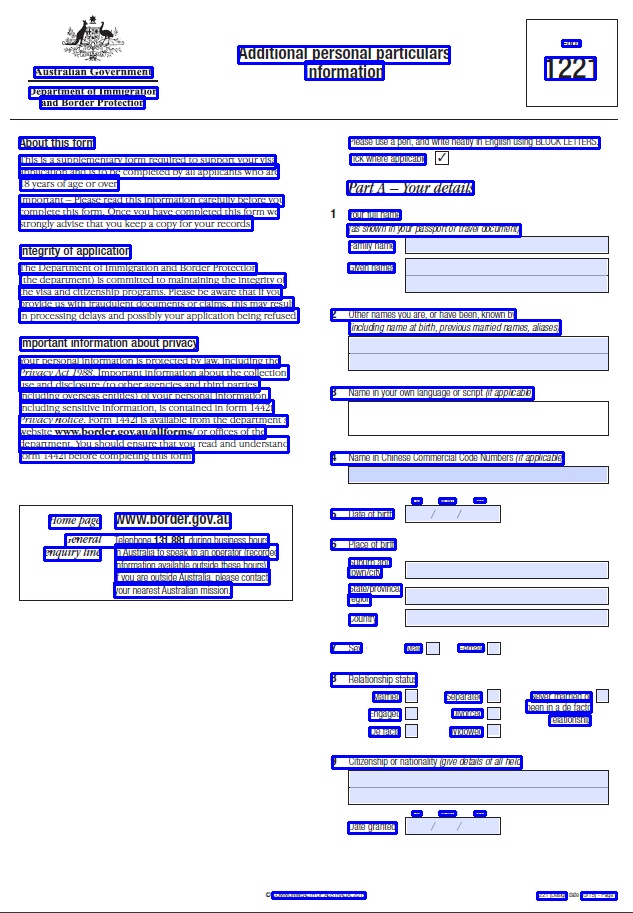 Australian Government
Department of Immigration
and Border Protection
Additional personal particulars
information
Form
1221
About this form
This is a supplementary form required to support your visa
application and is to be completed by all applicants who are
18 years of age or over.
Important – Please read this information carefully before you
complete this form. Once you have completed this form we
strongly advise that you keep a copy for your records.
Integrity of application
The Department of Immigration and Border Protection
(the department) is committed to maintaining the integrity of
the visa and citizenship programs. Please be aware that if you
provide us with fraudulent documents or claims, this may result
in processing delays and possibly your application being refused.
Important information about privacy
Your personal information is protected by law, including the
Privacy Act 1988. Important information about the collection,
use and disclosure (to other agencies and third parties,
including overseas entities) of your personal information,
including sensitive information, is contained in form 1442i
Privacy notice. Form 1442i is available from the department's
website www.border.gov.au/allforms/ or offices of the
department. You should ensure that you read and understand
form 1442i before completing this form.
Home page www.border.gov.au
General
enquiry line
Telephone 131 881 during business hours
in Australia to speak to an operator (recorded
information available outside these hours).
If you are outside Australia, please contact
your nearest Australian mission.
Please use a pen, and write neatly in English using BLOCK LETTERS.
Tick where applicable ✓
Part A – Your details
1 Your full name
(as shown in your passport or travel document)
Family name
Given names
2 Other names you are, or have been, known by
(including name at birth, previous married names, aliases)
3 Name in your own language or script (if applicable)
4 Name in Chinese Commercial Code Numbers (if applicable)
5 Date of birth / /
6 Place of birth
Suburb and
town/city
State/province/
region
Country
7 Sex Male Female
8 Relationship status
Married Separated Never married or
been in a de facto
relationship
Engaged Divorced
De facto Widowed
9 Citizenship or nationality (give details of all held)
Date granted / /
© COMMONWEALTH OF AUSTRALIA, 2015